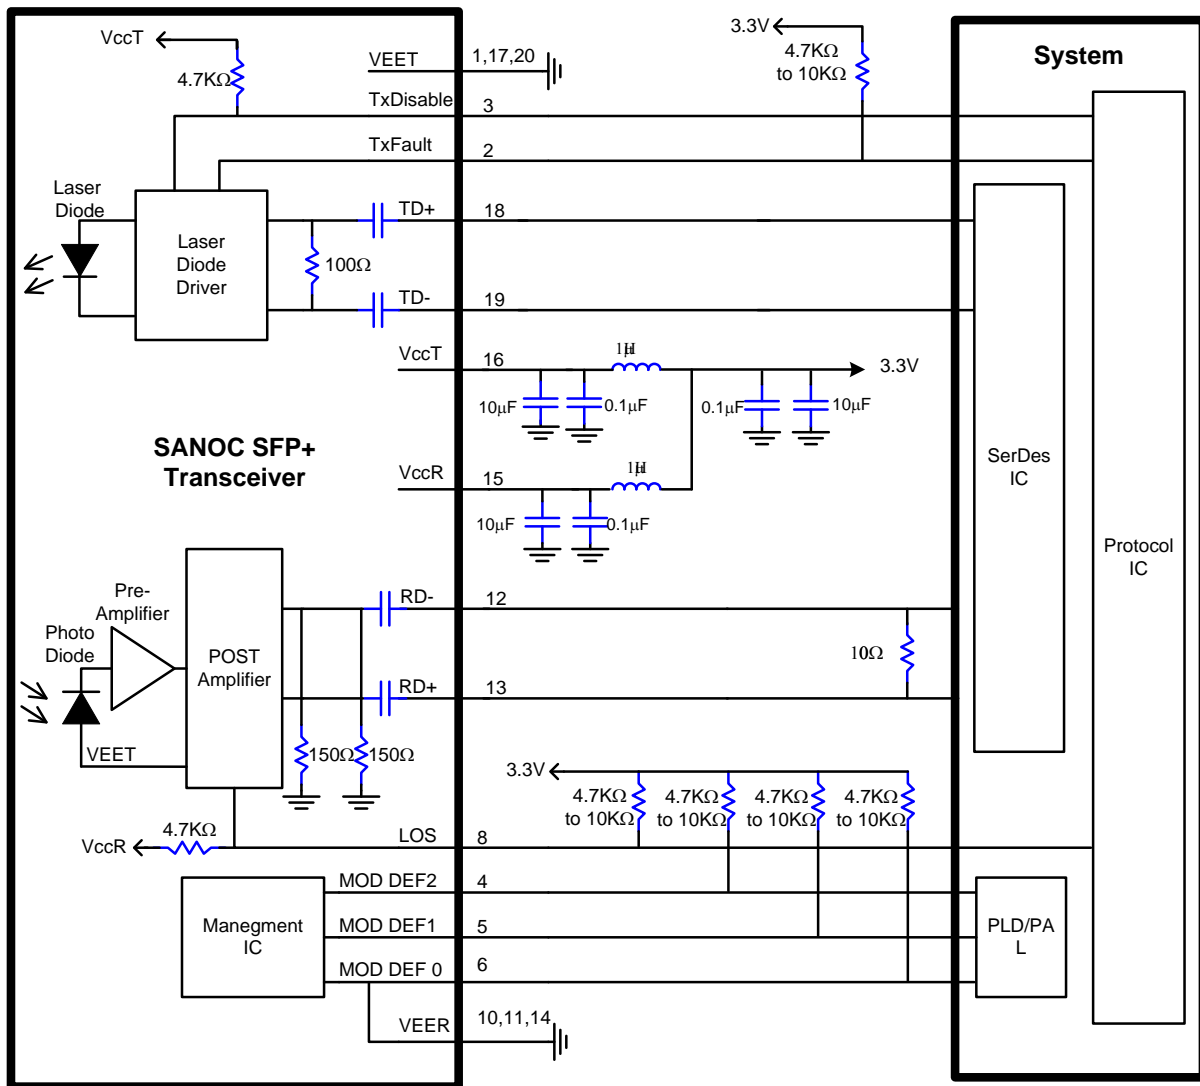 VccT
4.7KΩ
VEET
1,17,20
3.3V
4.7KΩ
to 10KΩ
System
TxDisable
3
TxFault
2
Laser
Diode
Laser
Diode
Driver
TD+
18
100Ω
TD-
19
VccT
16
3.3V
10μF
0.1μF
0.1μF
10μF
SANOC SFP+
Transceiver
VccR
15
10μF
0.1μF
SerDes
IC
Protocol
IC
Pre-
Amplifier
Photo
Diode
POST
Amplifier
RD-
12
10Ω
RD+
13
VEET
150Ω
150Ω
3.3V
4.7KΩ
to 10KΩ
4.7KΩ
to 10KΩ
4.7KΩ
to 10KΩ
4.7KΩ
to 10KΩ
VccR
4.7KΩ
LOS
8
Manegment
IC
MOD DEF2
4
MOD DEF1
5
MOD DEF 0
6
PLD/PA
L
VEER
10,11,14